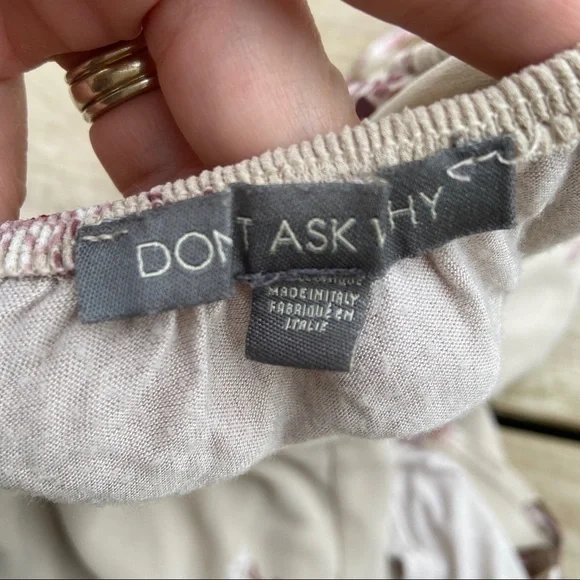 DON'T ASK WHY
MADE IN ITALY
FABRIQUÉ EN
ITALIE